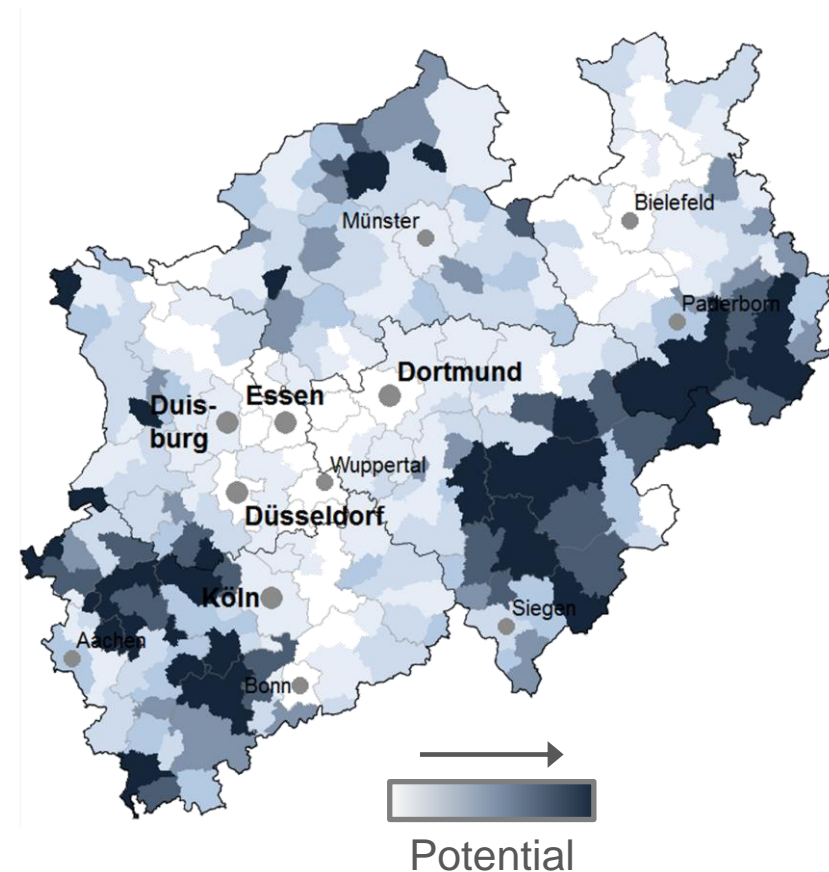 Bielefeld
Münster
Paderborn
Dortmund
Essen
Duis-
burg
Wuppertal
Düsseldorf
Köln
Siegen
Aachen
Bonn
Potential